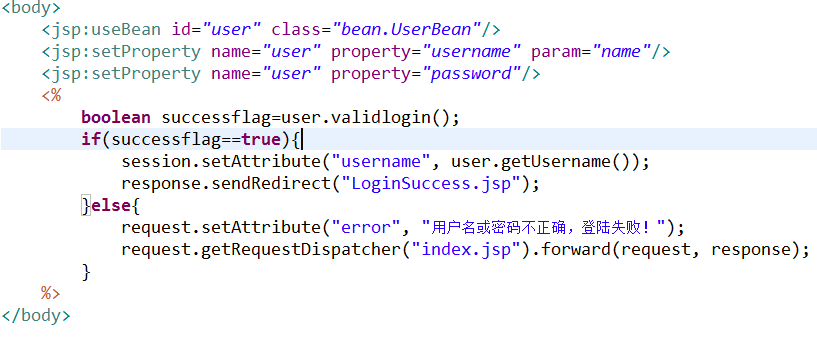 <body>
    <jsp:useBean id="user" class="bean.UserBean"/>
    <jsp:setProperty name="user" property="username" param="name"/>
    <jsp:setProperty name="user" property="password"/>
    <%
        boolean successflag=user.validlogin();
        if(successflag==true){
            session.setAttribute("username", user.getUsername());
            response.sendRedirect("LoginSuccess.jsp");
        }else{
            request.setAttribute("error", "用户名或密码不正确，登陆失败！");
            request.getRequestDispatcher("index.jsp").forward(request, response);
        }
    %>
</body>